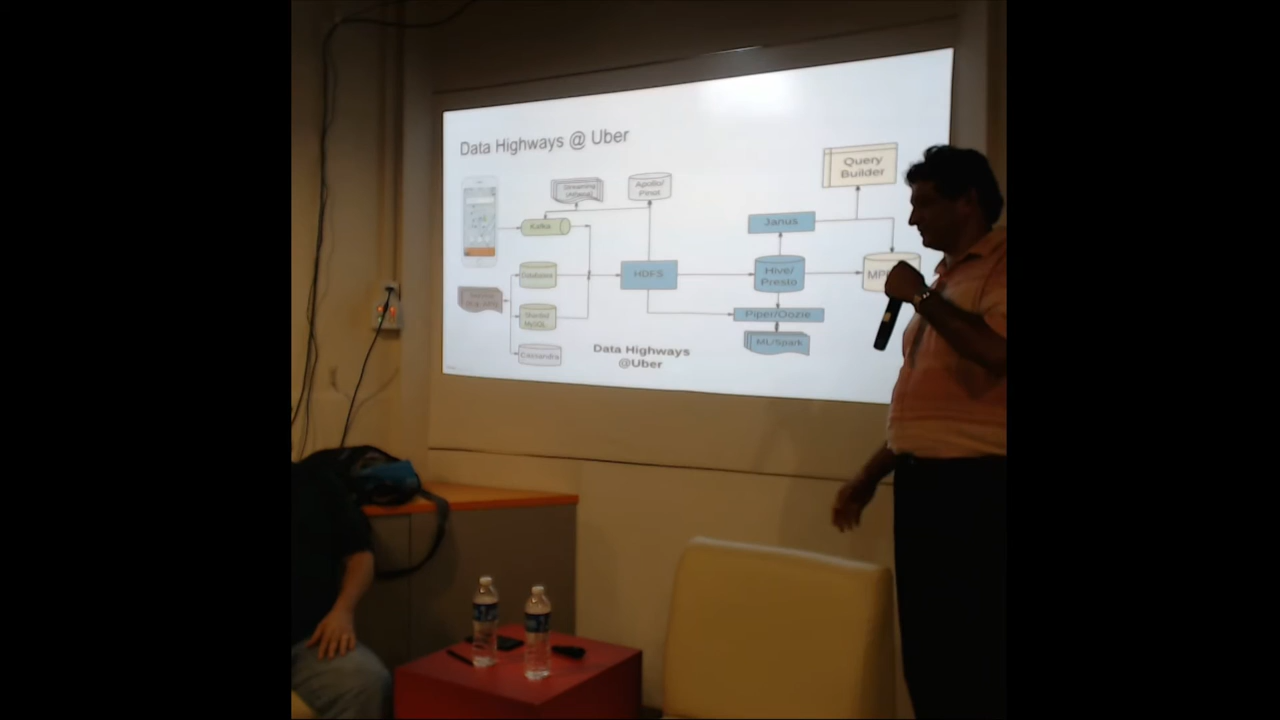 Data Highways @ Uber
Streaming
Apollo/
Pinot
Query
Builder
Kafka
Janus
Databases
HDFS
Hive/
Presto
Sharded
MySQL
Piper/Oozie
ML/Spark
Cassandra
Data Highways
@Uber